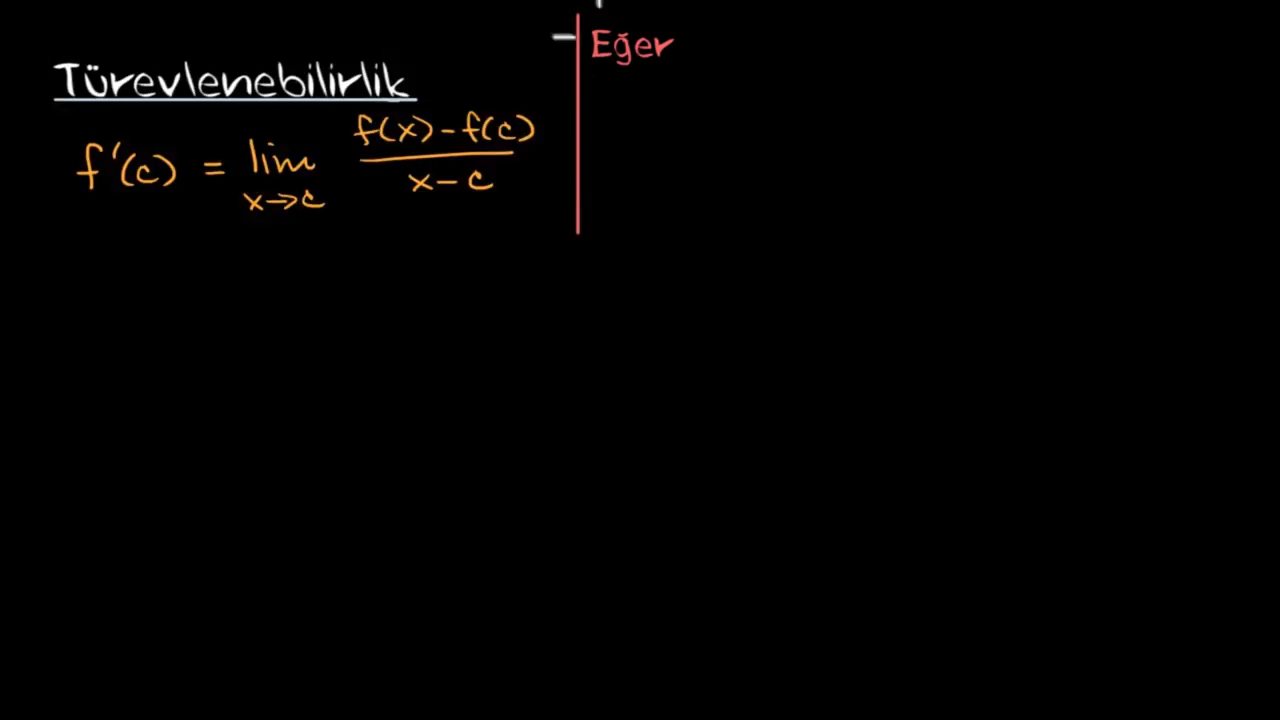 Türevlenebilirlik
f'(c) = lim x→c f(x) - f(c) / x - c
Eğer